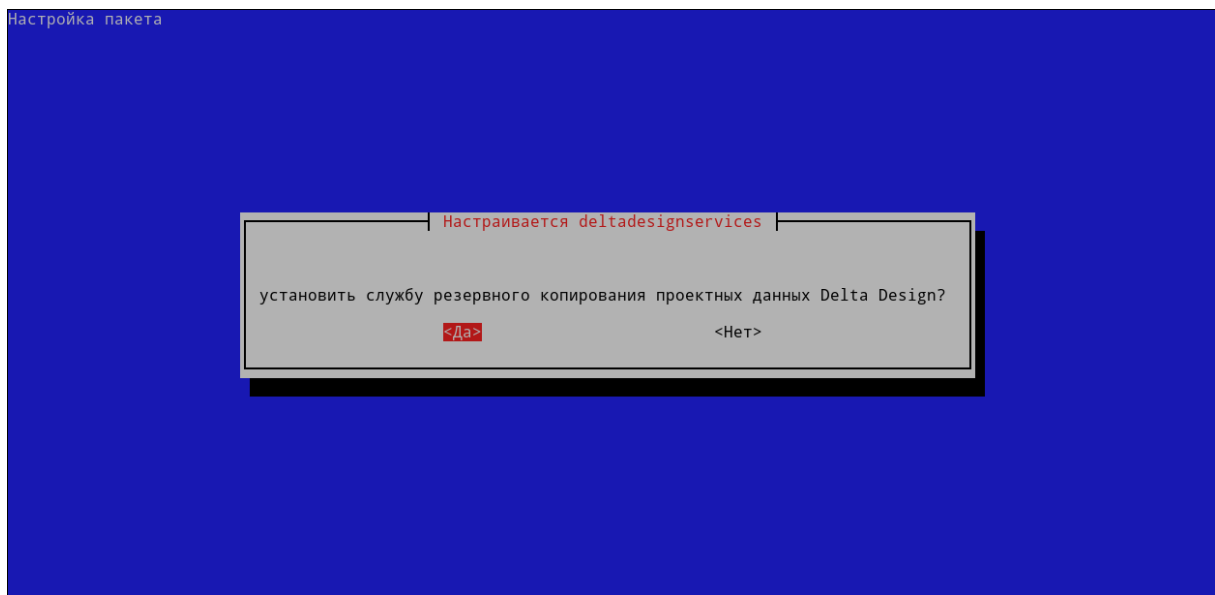 Настройка пакета
Настраивается deltadesignservices
установить службу резервного копирования проектных данных Delta Design?
<Да> <Нет>